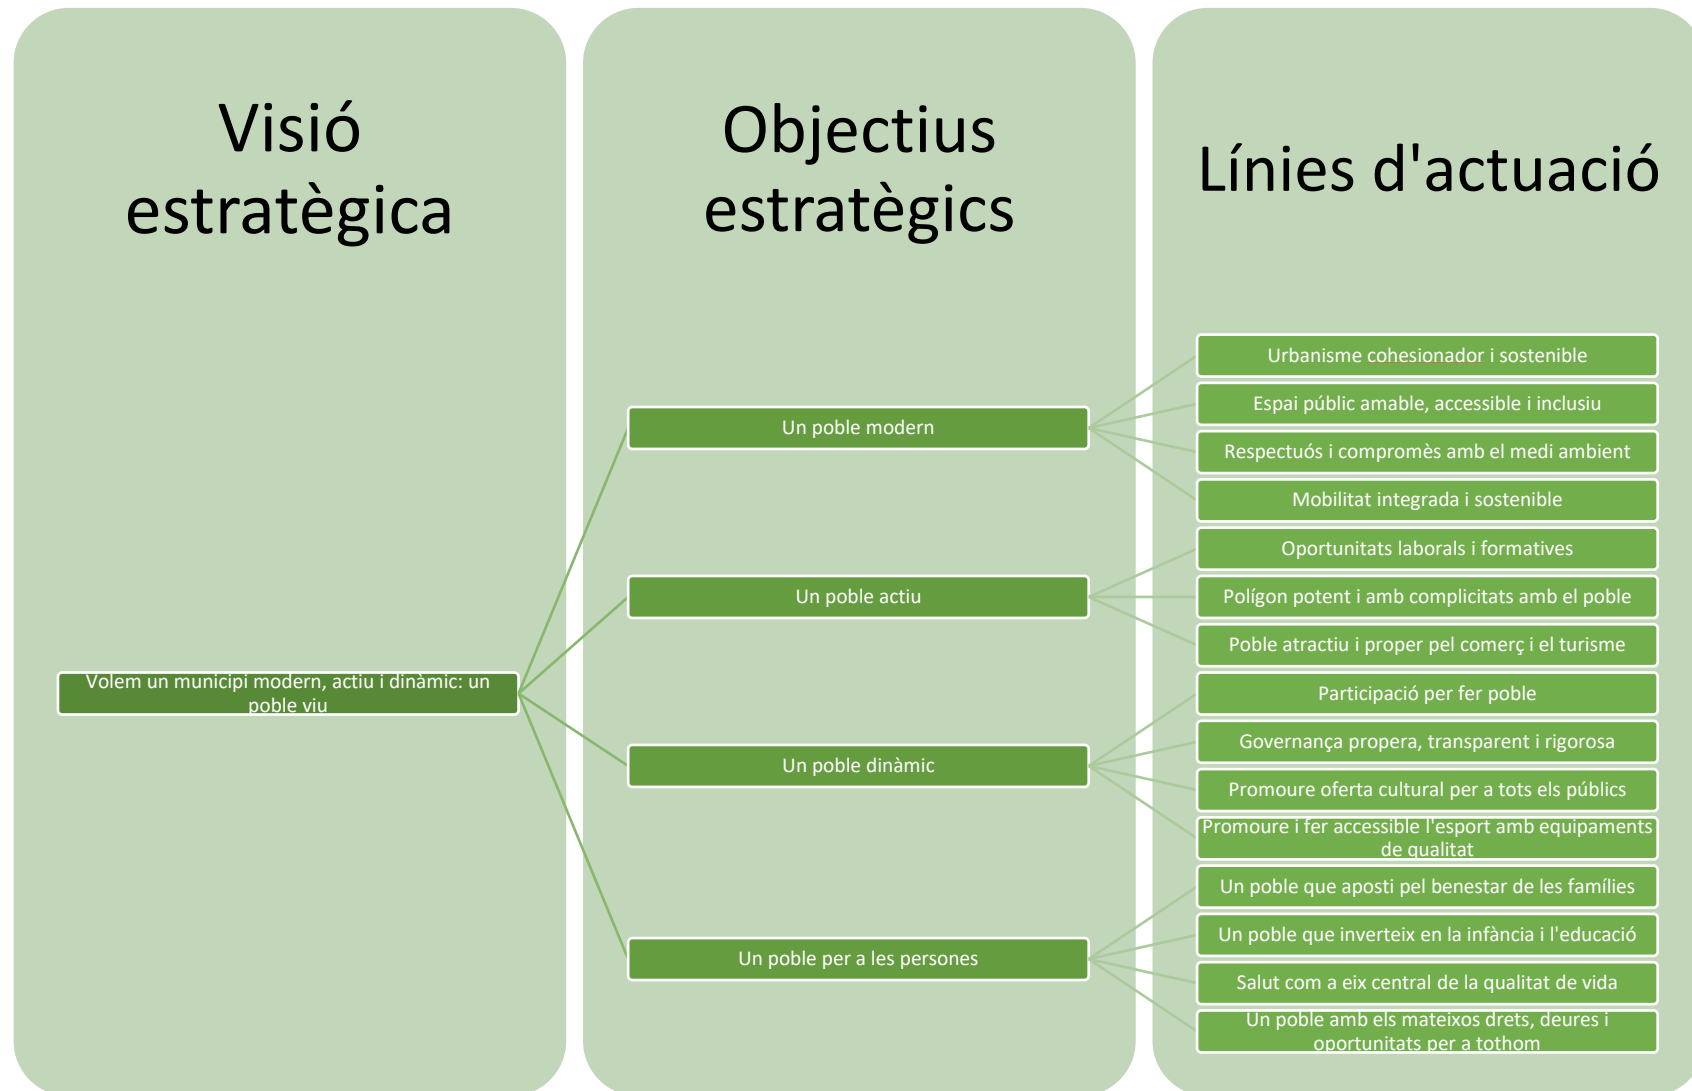 Visió
estratègica
Objectius
estratègics
Línies d'actuació
Volem un municipi modern, actiu i dinàmic: un
poble viu
Un poble modern
Un poble actiu
Un poble dinàmic
Un poble per a les persones
Urbanisme cohesionador i sostenible
Espai públic amable, accessible i inclusiu
Respectuós i compromès amb el medi ambient
Mobilitat integrada i sostenible
Oportunitats laborals i formatives
Polígon potent i amb complicitats amb el poble
Poble atractiu i proper pel comerç i el turisme
Participació per fer poble
Governança propera, transparent i rigorosa
Promoure oferta cultural per a tots els públics
Promoure i fer accessible l'esport amb equipaments
de qualitat
Un poble que aposti pel benestar de les famílies
Un poble que inverteix en la infància i l'educació
Salut com a eix central de la qualitat de vida
Un poble amb els mateixos drets, deures i
oportunitats per a tothom